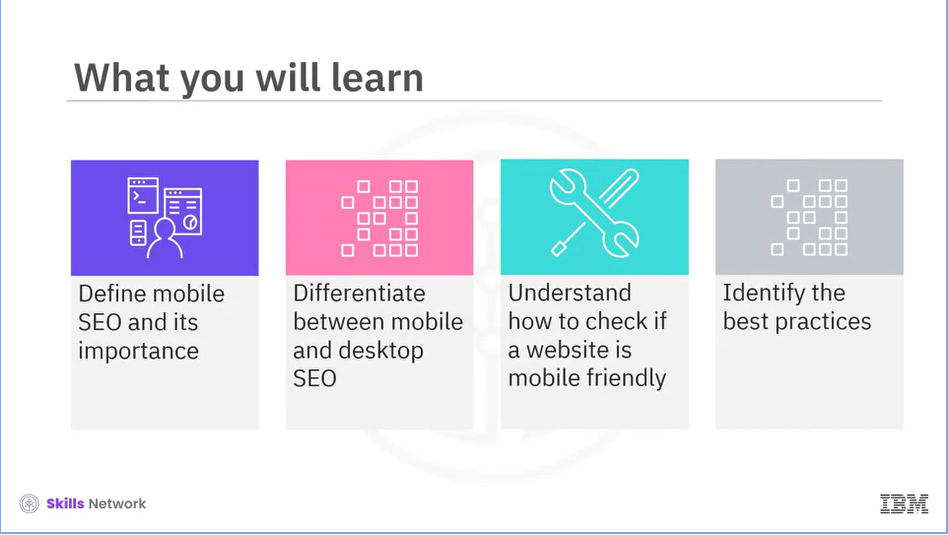 What you will learn
Define mobile
SEO and its
importance
Differentiate
between mobile
and desktop
SEO
Understand
how to check if
a website is
mobile friendly
Identify the
best practices
Skills Network
IBM